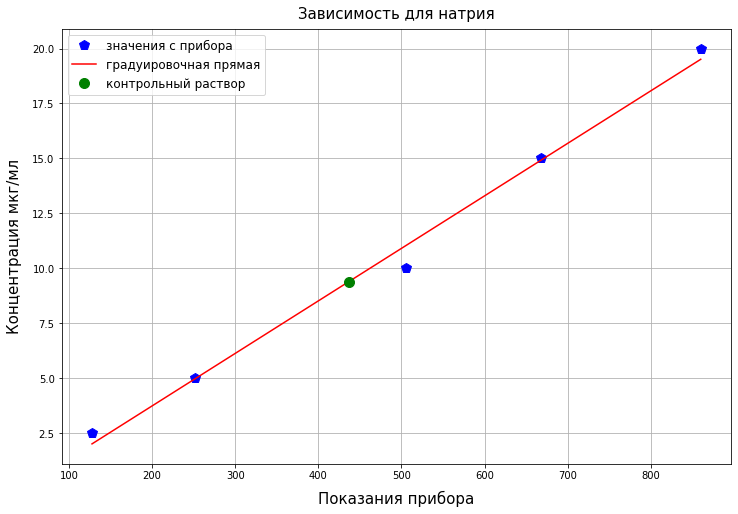 Зависимость для натрия
значения с прибора
градуировочная прямая
контрольный раствор
Концентрация мкг/мл
20.0
17.5
15.0
12.5
10.0
7.5
5.0
2.5
100 200 300 400 500 600 700 800
Показания прибора